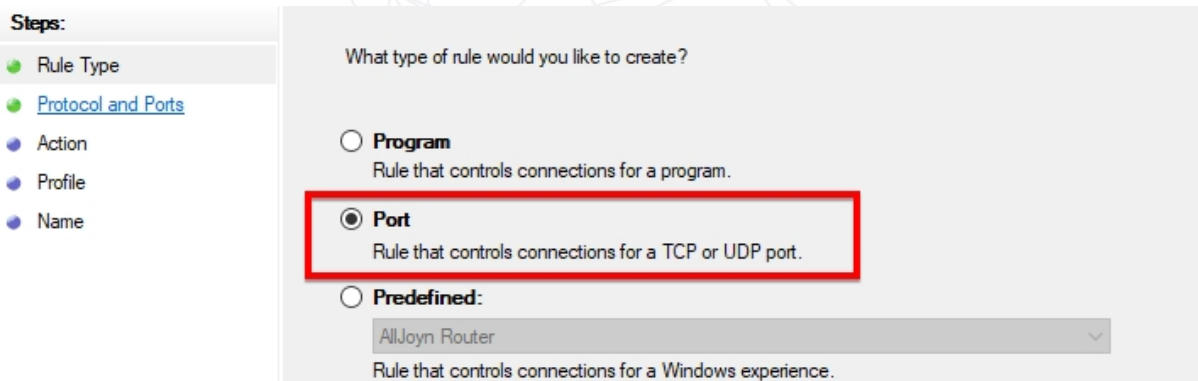 Steps:
Rule Type
Protocol and Ports
Action
Profile
Name
What type of rule would you like to create?
Program
Rule that controls connections for a program.
Port
Rule that controls connections for a TCP or UDP port.
Predefined:
AllJoyn Router
Rule that controls connections for a Windows experience.